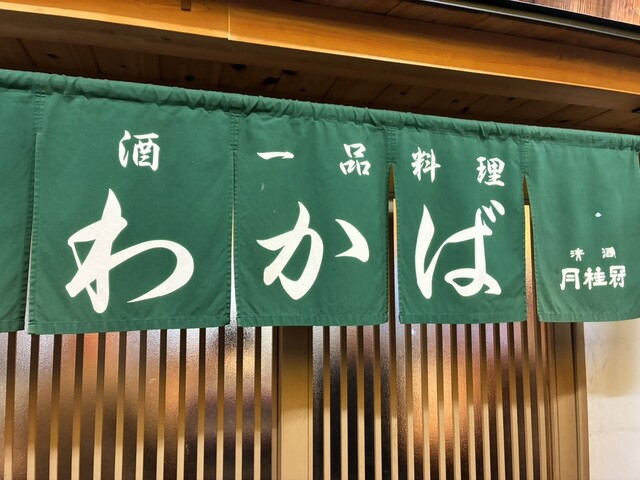 酒 一品料理
わかば
清酒
月桂冠